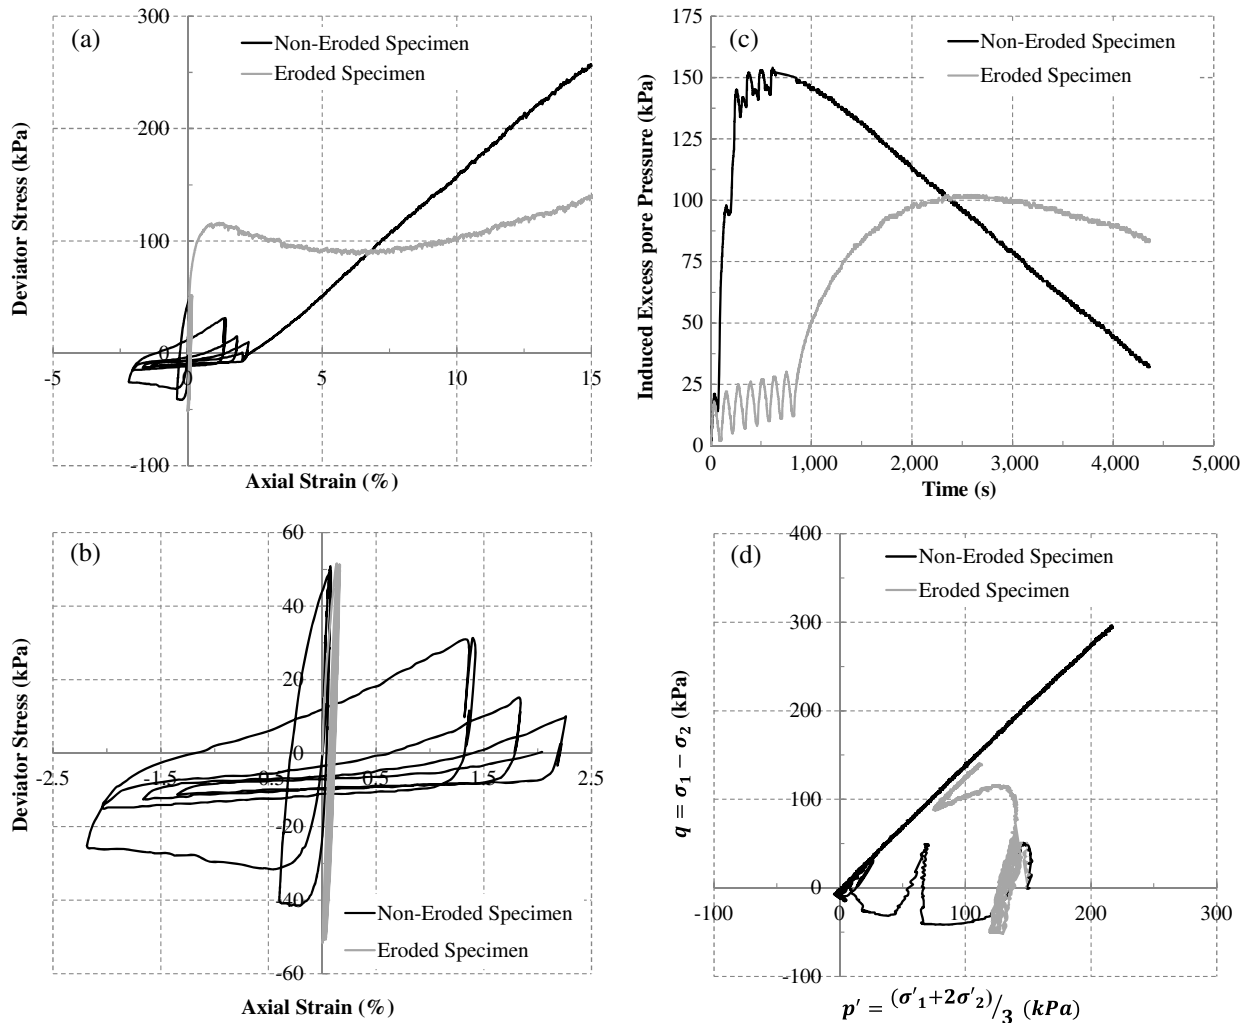 (a)
Non-Eroded Specimen
Eroded Specimen
300
200
100
0
-100
-5
0
5
10
15
Deviator Stress (kPa)
Axial Strain (%)
(c)
Non-Eroded Specimen
Eroded Specimen
175
150
125
100
75
50
25
0
0
1,000
2,000
3,000
4,000
5,000
Induced Excess pore Pressure (kPa)
Time (s)
(b)
60
40
20
0
-20
-40
-60
-2.5
-1.5
-0.5
0.5
1.5
2.5
Non-Eroded Specimen
Eroded Specimen
Deviator Stress (kPa)
Axial Strain (%)
(d)
Non-Eroded Specimen
Eroded Specimen
400
300
200
100
0
-100
-100
0
100
200
300
q = σ₁ − σ₂ (kPa)
p′ = (σ′₁+2σ′₂)/3 (kPa)